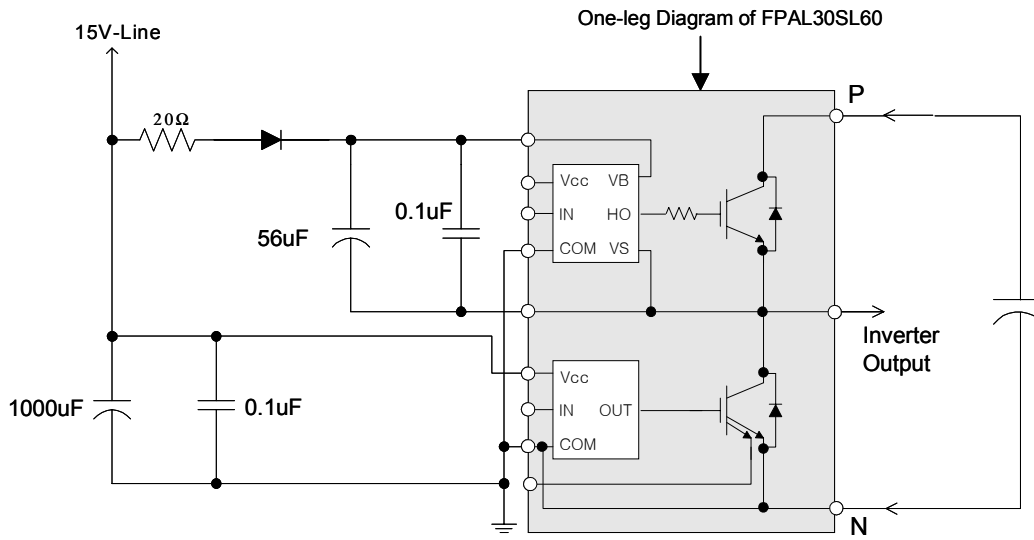 One-leg Diagram of FPAL30SL60
15V-Line
P
20Ω
Vcc VB
IN HO
COM VS
56uF
0.1uF
Inverter
Output
Vcc
IN OUT
COM
1000uF
0.1uF
N